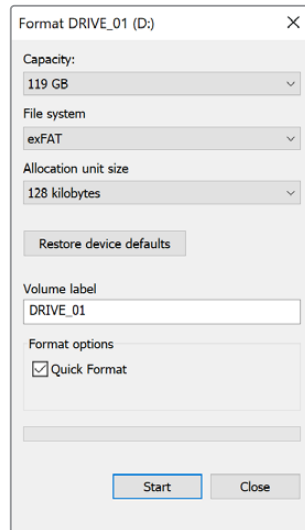 Format DRIVE_01 (D:)
Capacity:
119 GB
File system
exFAT
Allocation unit size
128 kilobytes
Restore device defaults
Volume label
DRIVE_01
Format options
Quick Format
Start Close